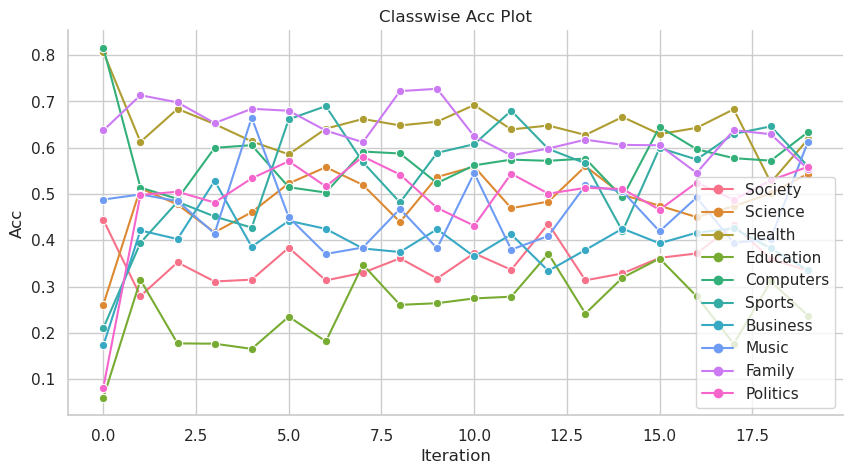 Classwise Acc Plot
Acc
0.8
0.7
0.6
0.5
0.4
0.3
0.2
0.1
0.0 2.5 5.0 7.5 10.0 12.5 15.0 17.5
Iteration
Society
Science
Health
Education
Computers
Sports
Business
Music
Family
Politics